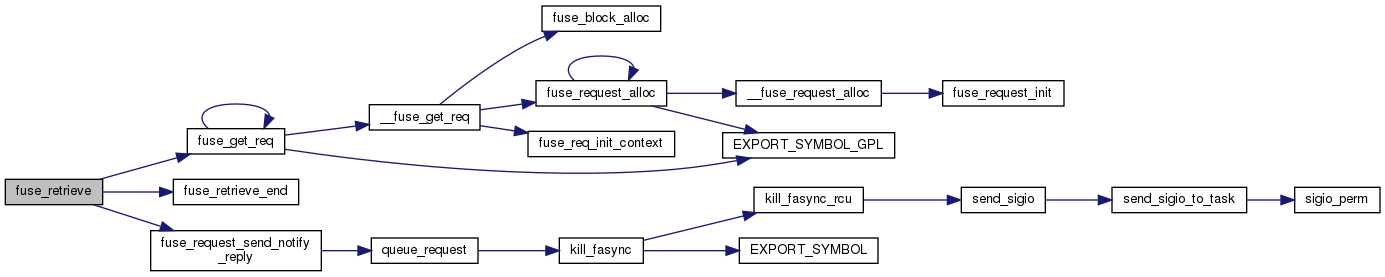 fuse_block_alloc
fuse_request_alloc
__fuse_request_alloc
fuse_request_init
__fuse_get_req
fuse_get_req
fuse_req_init_context
EXPORT_SYMBOL_GPL
fuse_retrieve
fuse_retrieve_end
kill_fasync_rcu
send_sigio
send_sigio_to_task
sigio_perm
fuse_request_send_notify
_reply
queue_request
kill_fasync
EXPORT_SYMBOL